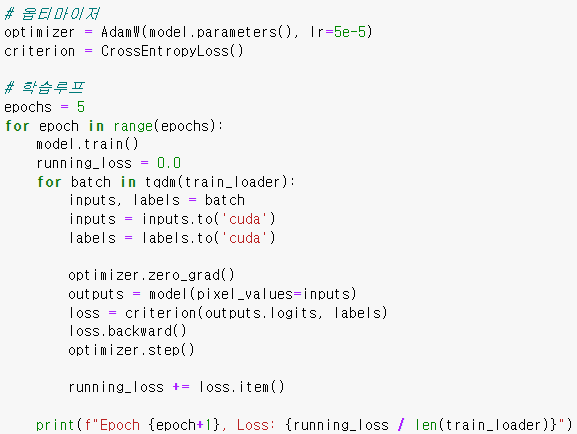 # 옵티마이저
optimizer = AdamW(model.parameters(), lr=5e-5)
criterion = CrossEntropyLoss()

# 학습루프
epochs = 5
for epoch in range(epochs):
    model.train()
    running_loss = 0.0
    for batch in tqdm(train_loader):
        inputs, labels = batch
        inputs = inputs.to('cuda')
        labels = labels.to('cuda')

        optimizer.zero_grad()
        outputs = model(pixel_values=inputs)
        loss = criterion(outputs.logits, labels)
        loss.backward()
        optimizer.step()

        running_loss += loss.item()

    print(f"Epoch {epoch+1}, Loss: {running_loss / len(train_loader)}")